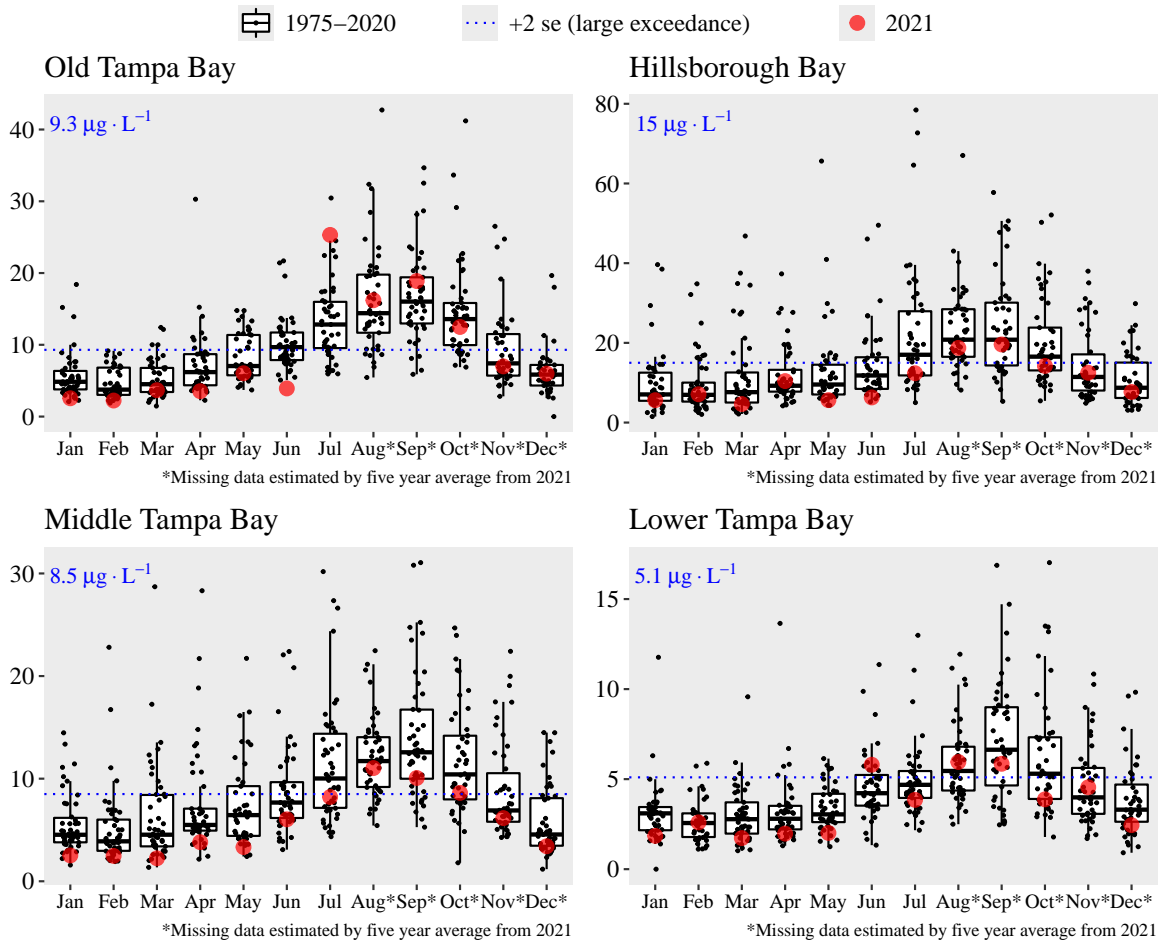 1975–2020 +2 se (large exceedance) 2021
Old Tampa Bay
9.3 μg · L⁻¹
40
30
20
10
0
Jan Feb Mar Apr May Jun Jul Aug* Sep* Oct* Nov* Dec*
*Missing data estimated by five year average from 2021
Hillsborough Bay
15 μg · L⁻¹
80
60
40
20
0
Jan Feb Mar Apr May Jun Jul Aug* Sep* Oct* Nov* Dec*
*Missing data estimated by five year average from 2021
Middle Tampa Bay
8.5 μg · L⁻¹
30
20
10
0
Jan Feb Mar Apr May Jun Jul Aug* Sep* Oct* Nov* Dec*
*Missing data estimated by five year average from 2021
Lower Tampa Bay
5.1 μg · L⁻¹
15
10
5
0
Jan Feb Mar Apr May Jun Jul Aug* Sep* Oct* Nov* Dec*
*Missing data estimated by five year average from 2021